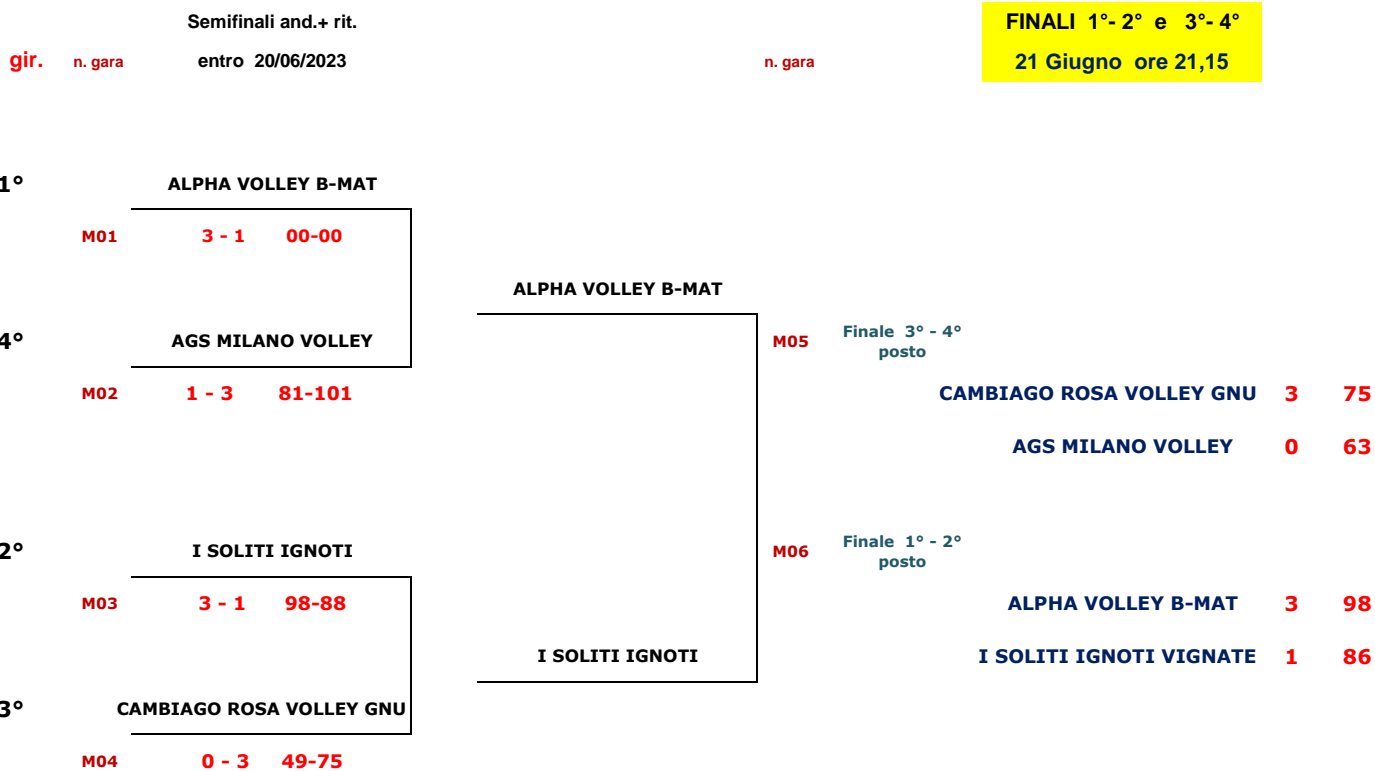 Semifinali and.+ rit.
FINALI 1°- 2° e 3°- 4°
gir. n. gara entro 20/06/2023 n. gara 21 Giugno ore 21,15
1° ALPHA VOLLEY B-MAT
M01 3 - 1 00-00
ALPHA VOLLEY B-MAT
4° AGS MILANO VOLLEY
M05 Finale 3° - 4°
posto
M02 1 - 3 81-101
CAMBIAGO ROSA VOLLEY GNU 3 75
AGS MILANO VOLLEY 0 63
2° I SOLITI IGNOTI
M06 Finale 1° - 2°
posto
M03 3 - 1 98-88
ALPHA VOLLEY B-MAT 3 98
I SOLITI IGNOTI
I SOLITI IGNOTI VIGNATE 1 86
3° CAMBIAGO ROSA VOLLEY GNU
M04 0 - 3 49-75